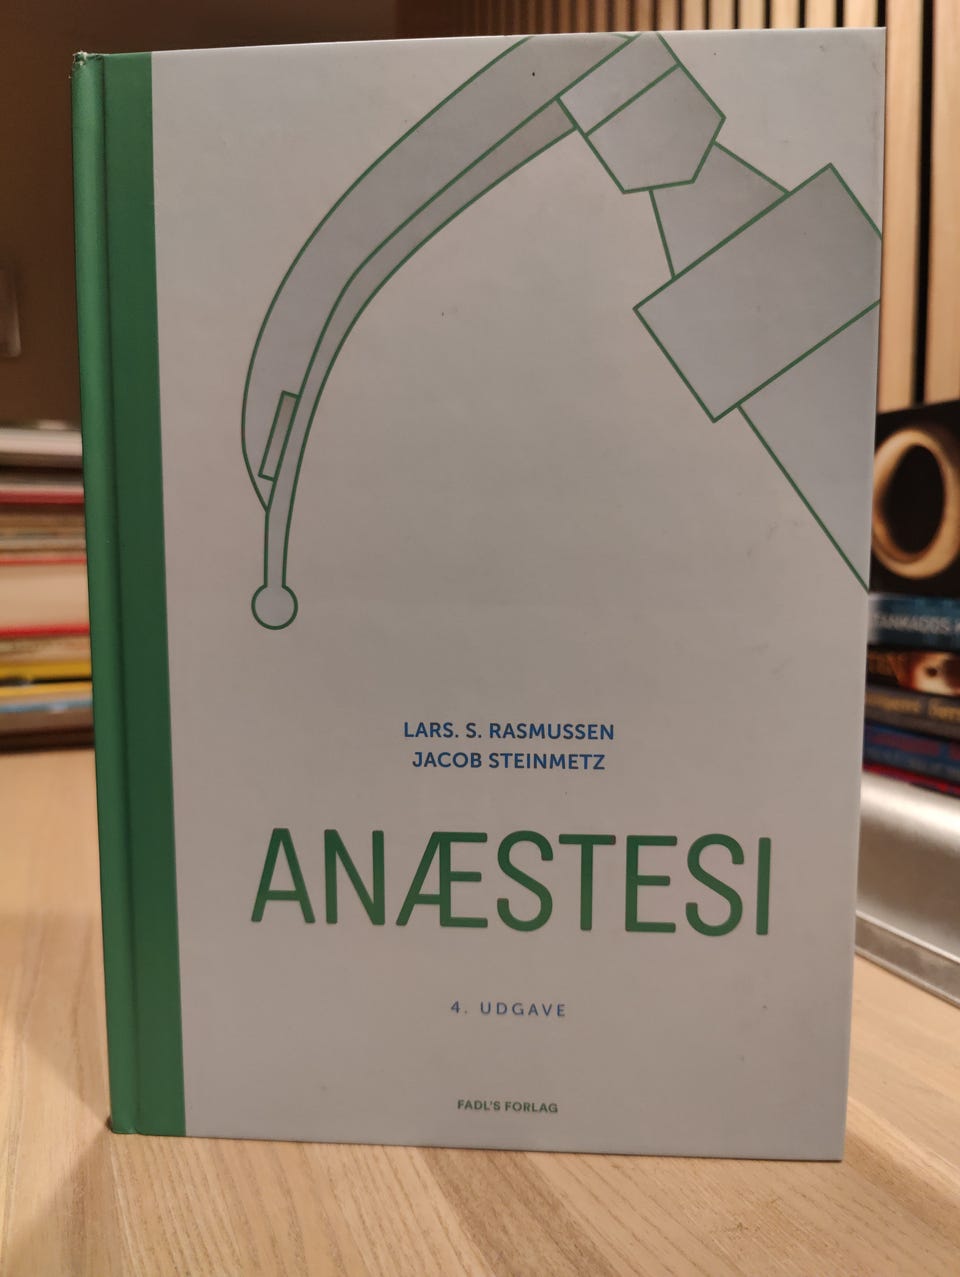 LARS. S. RASMUSSEN
JACOB STEINMETZ
ANÆSTESI
4. UDGAVE
FADL'S FORLAG